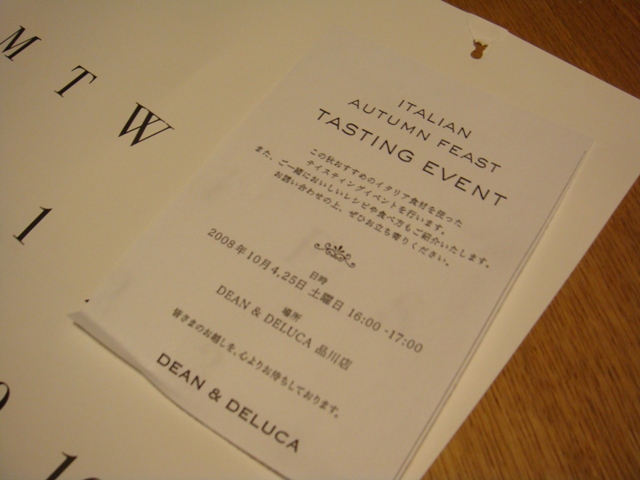 M T W
1
ITALIAN
AUTUMN FEAST
TASTING EVENT
この秋おすすめのイタリア食材を使った
テイスティングイベントを行います。
また、ご一緒においしいレシピや食べ方もご紹介いたします。
お誘い合わせの上、ぜひお立ち寄りください。
日時
2008年10月4,25日 土曜日 16:00 -17:00
場所
DEAN & DELUCA 品川店
皆さまのお越しを、心よりお待ちしております。
DEAN & DELUCA